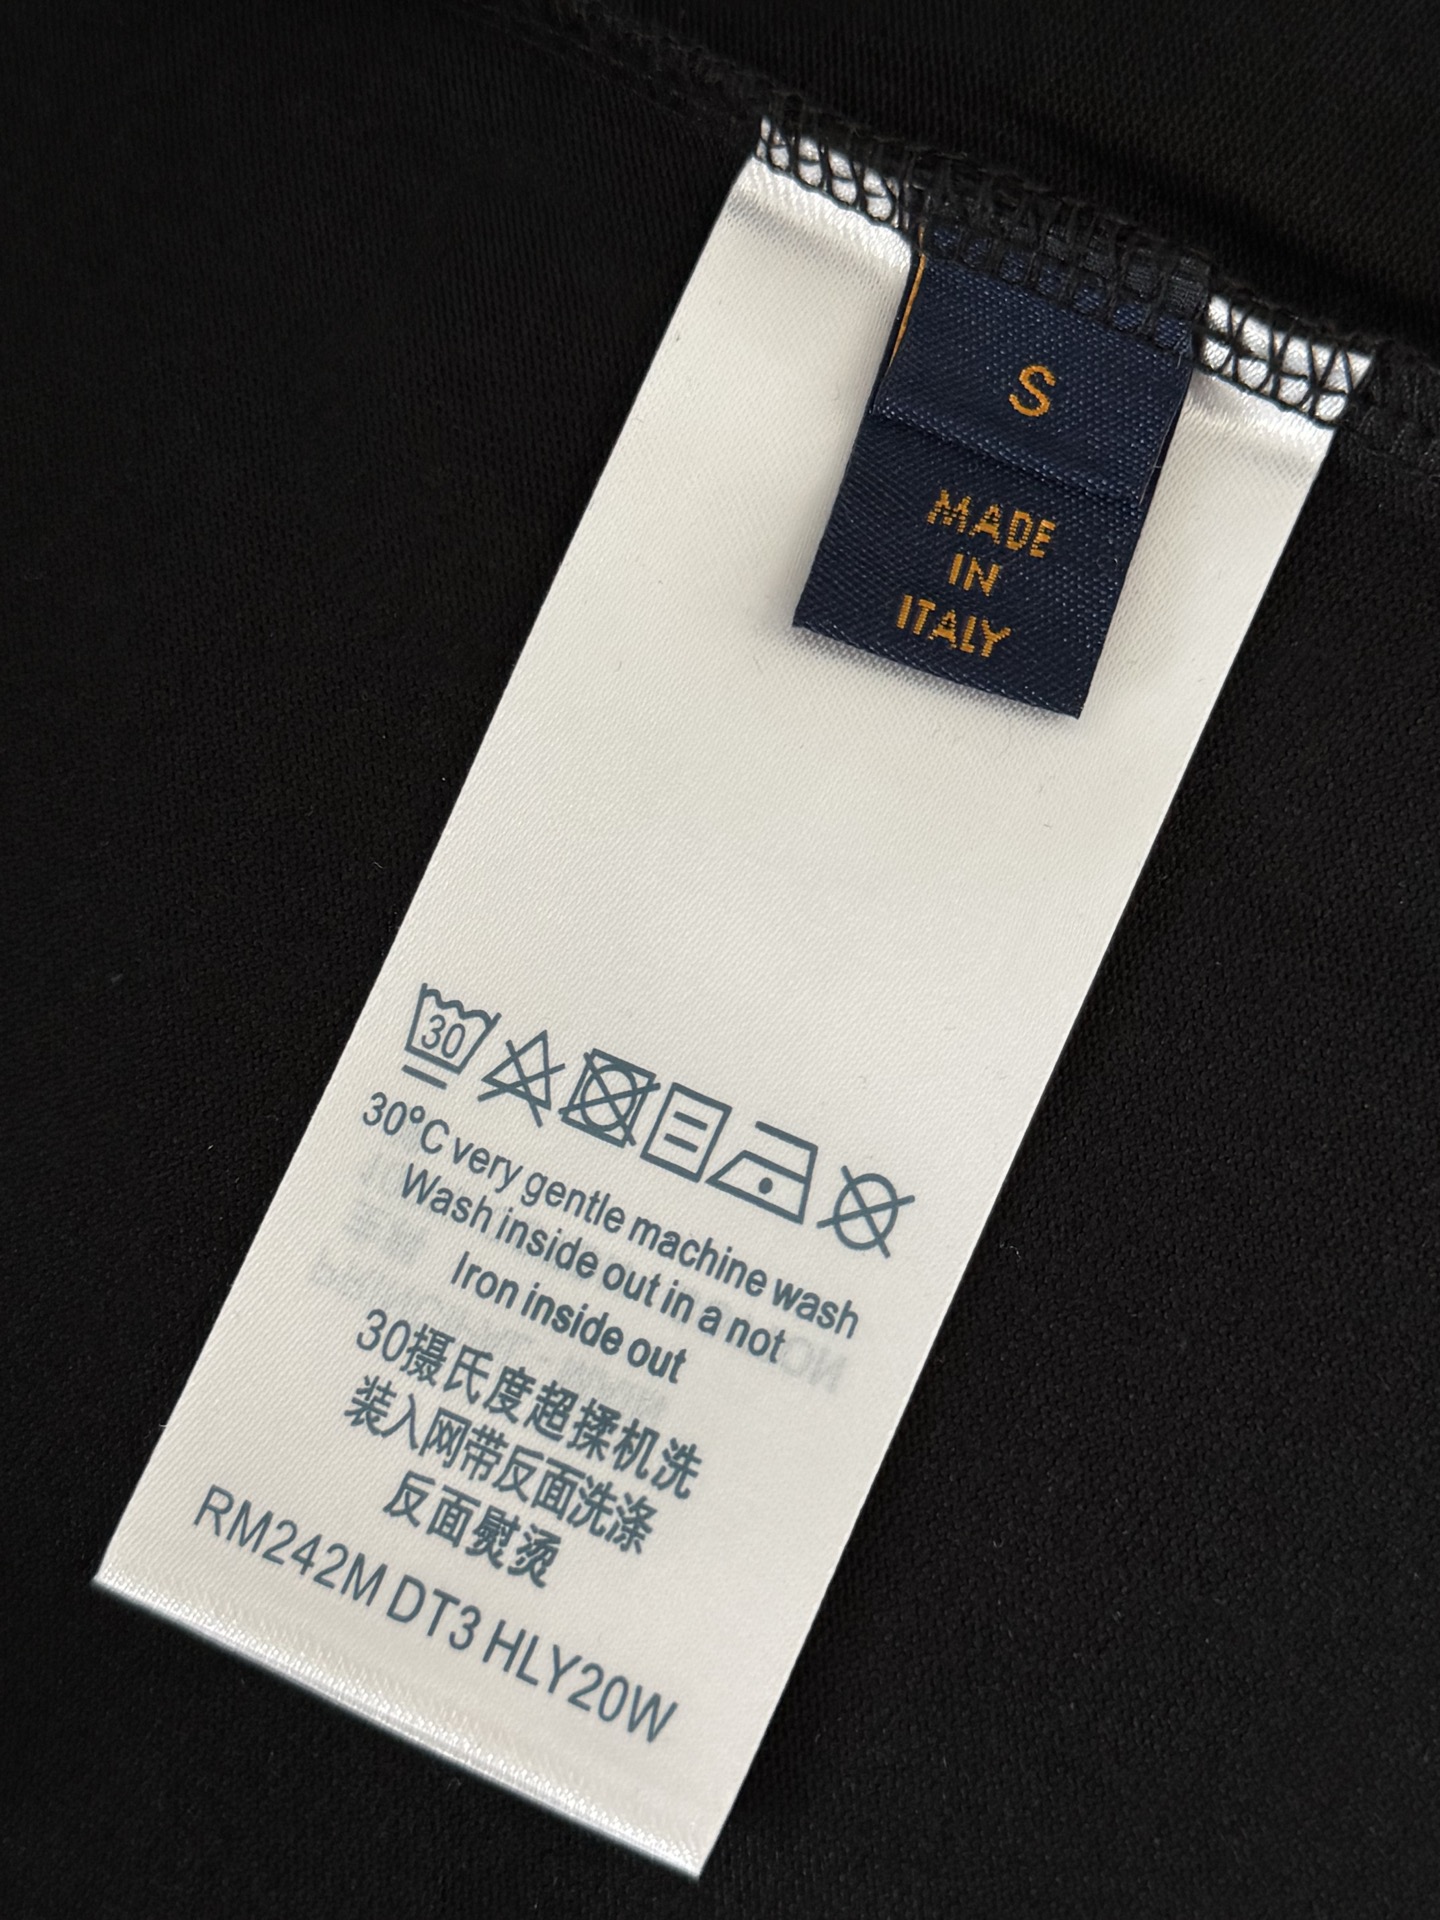 S
MADE
IN
ITALY
30
30°C very gentle machine wash
Wash inside out in a not
Iron inside out
30摄氏度超揉机洗
装入网带反面洗涤
反面熨烫
RM242M DT3 HLY20W